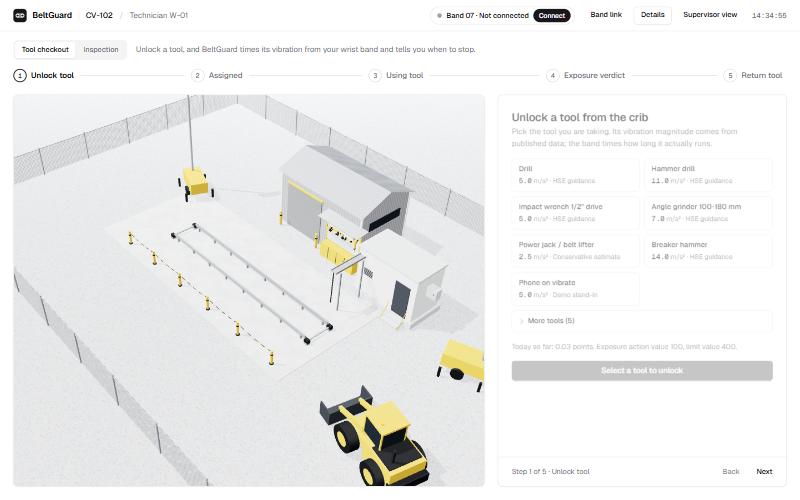 BeltGuard / CV-102 / Technician W-01
Band 07 · Not connected Connect Band link Details Supervisor view 14:34:55
Tool checkout Inspection Unlock a tool, and BeltGuard times its vibration from your wrist band and tells you when to stop.
1 Unlock tool 2 Assigned 3 Using tool 4 Exposure verdict 5 Return tool
Unlock a tool from the crib
Pick the tool you are taking. Its vibration magnitude comes from
published data; the band times how long it actually runs.
Drill
5.0 m/s² · HSE guidance
Hammer drill
11.0 m/s² · HSE guidance
Impact wrench 1/2" drive
5.0 m/s² · HSE guidance
Angle grinder 100-180 mm
7.0 m/s² · HSE guidance
Power jack / belt lifter
2.5 m/s² · Conservative estimate
Breaker hammer
14.0 m/s² · HSE guidance
Phone on vibrate
5.0 m/s² · Demo stand-in
More tools (5)
Today so far: 0.03 points. Exposure action value 100, limit value 400.
Select a tool to unlock
Step 1 of 5 · Unlock tool Back Next